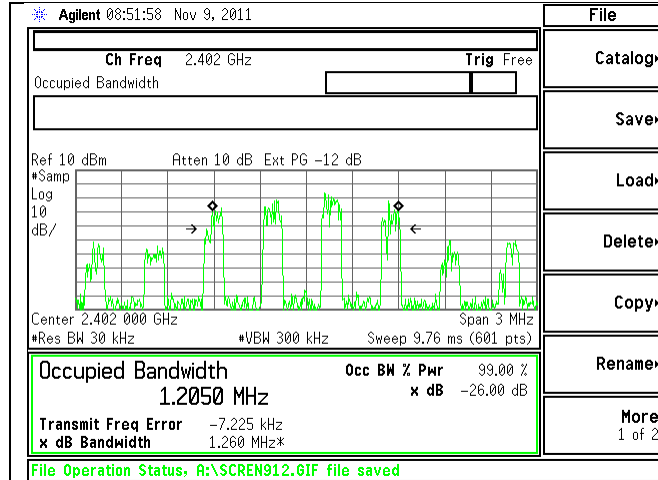 Agilent 08:51:58 Nov 9, 2011
File
Ch Freq 2.402 GHz Trig Free
Occupied Bandwidth
Catalog
Save
Ref 10 dBm Atten 10 dB Ext PG -12 dB
#Samp
Log
10
dB/
Load
Delete
Copy
Center 2.402 000 GHz Span 3 MHz
#Res BW 30 kHz #VBW 300 kHz Sweep 9.76 ms (601 pts)
Occupied Bandwidth Occ BW % Pwr 99.00 %
1.2050 MHz x dB -26.00 dB
Rename
Transmit Freq Error -7.225 kHz
x dB Bandwidth 1.260 MHz*
More
1 of 2
File Operation Status, A:\SCREN912.GIF file saved